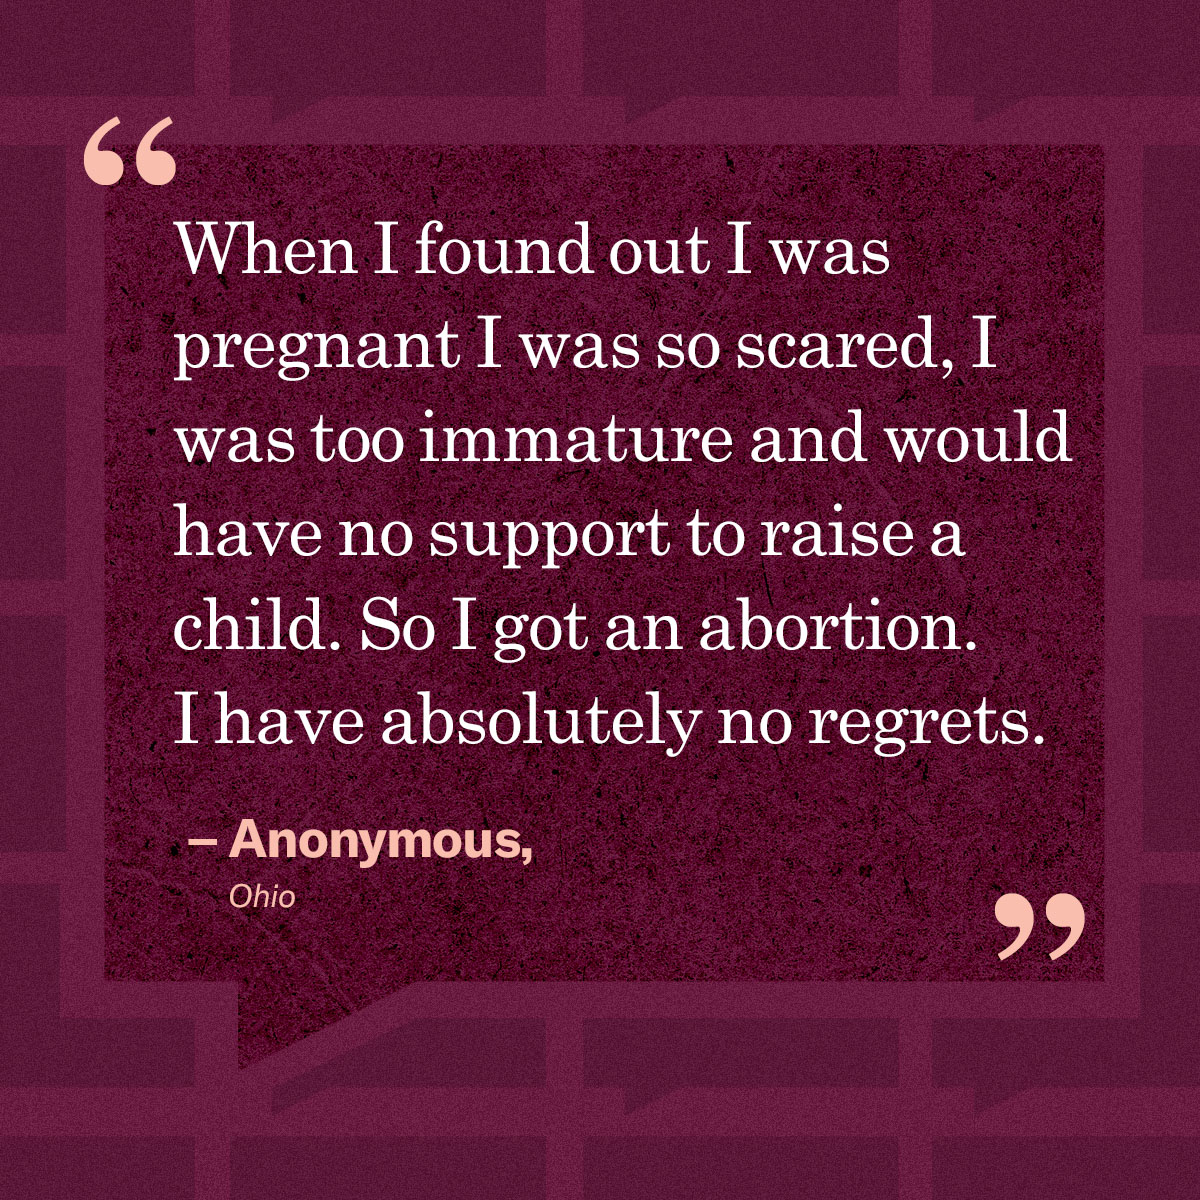 “
When I found out I was
pregnant I was so scared, I
was too immature and would
have no support to raise a
child. So I got an abortion.
I have absolutely no regrets.
– Anonymous,
Ohio
”